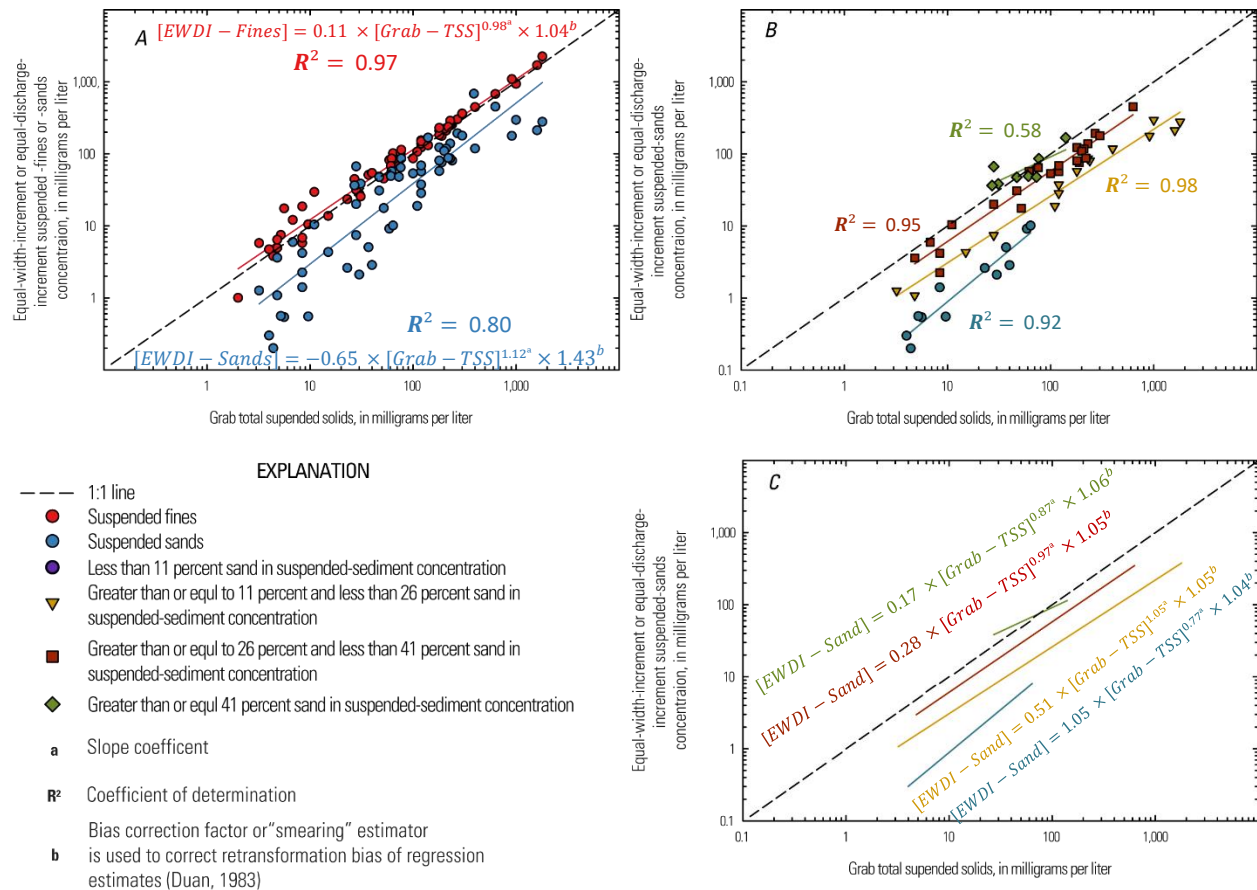 A
[EWDI − Fines] = 0.11 × [Grab − TSS]^0.98^a × 1.04^b
R² = 0.97
R² = 0.80
[EWDI − Sands] = −0.65 × [Grab − TSS]^1.12^a × 1.43^b
Equal-width-increment or equal-discharge-
increment suspended -fines or -sands
concentration, in milligrams per liter
1,000
100
10
1
1
10
100
1,000
Grab total supended solids, in milligrams per liter
B
R² = 0.58
R² = 0.98
R² = 0.95
R² = 0.92
Equal-width-increment or equal-discharge-
increment suspended-sands
concentraion, in milligrams per liter
1,000
100
10
1
0.1
0.1
1
10
100
1,000
Grab total supended solids, in milligrams per liter
EXPLANATION
1:1 line
Suspended fines
Suspended sands
Less than 11 percent sand in suspended-sediment concentration
Greater than or equl to 11 percent and less than 26 percent sand in
suspended-sediment concentration
Greater than or equl to 26 percent and less than 41 percent sand in
suspended-sediment concentration
Greater than or equl 41 percent sand in suspended-sediment concentration
a Slope coefficent
R² Coefficient of determination
Bias correction factor or“smearing” estimator
b is used to correct retransformation bias of regression
estimates (Duan, 1983)
C
[EWDI − Sand] = 0.17 × [Grab − TSS]^0.87^a × 1.06^b
[EWDI − Sand] = 0.28 × [Grab − TSS]^0.97^a × 1.05^b
[EWDI − Sand] = 0.51 × [Grab − TSS]^1.05^a × 1.05^b
[EWDI − Sand] = 1.05 × [Grab − TSS]^0.77^a × 1.04^b
Equal-width-increment or equal-discharge-
increment suspended-sands
concentraion, in milligrams per liter
1,000
100
10
1
0.1
0.1
1
10
100
1,000
Grab total supended solids, in milligrams per liter